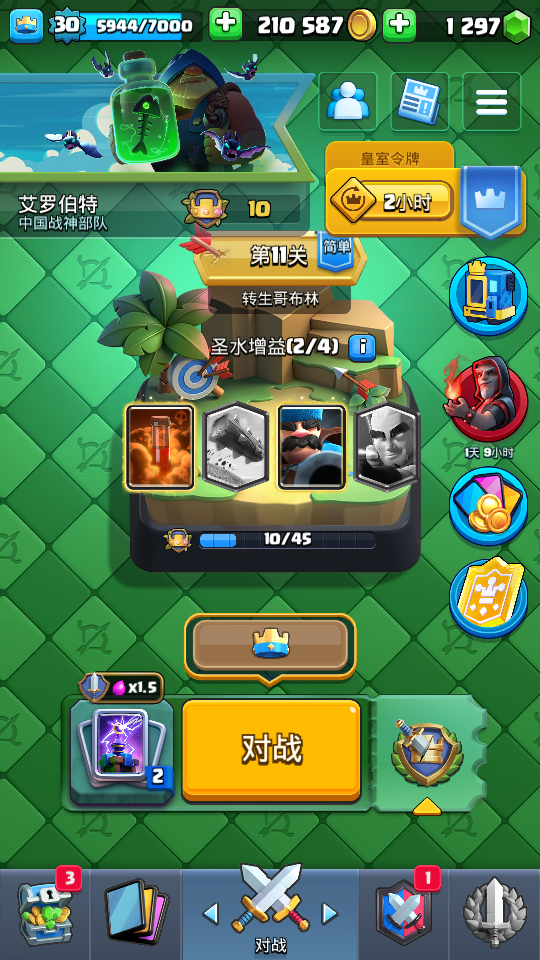 30 5944/7000 210 587 1 297
皇室令牌
2小时
艾罗伯特
中国战神部队
10
第11关
简单
转生哥布林
圣水增益(2/4) i
1天 9小时
10/45
x1.5
2
对战
3
1
对战